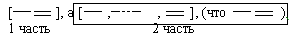 [ ], а [ , , ], (что )
1 часть 2 часть